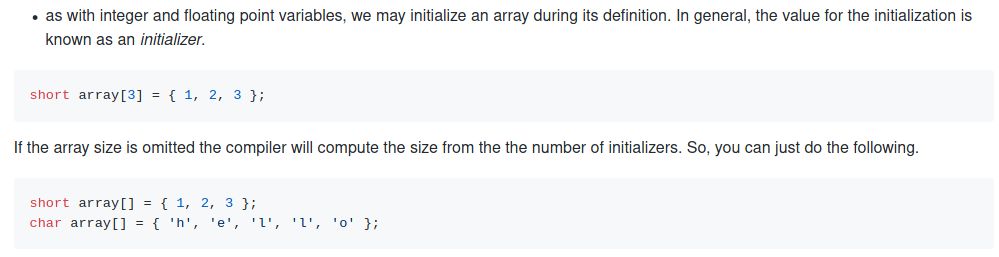 • as with integer and floating point variables, we may initialize an array during its definition. In general, the value for the initialization is
known as an initializer.
short array[3] = { 1, 2, 3 };
If the array size is omitted the compiler will compute the size from the the number of initializers. So, you can just do the following.
short array[] = { 1, 2, 3 };
char array[] = { 'h', 'e', 'l', 'l', 'o' };